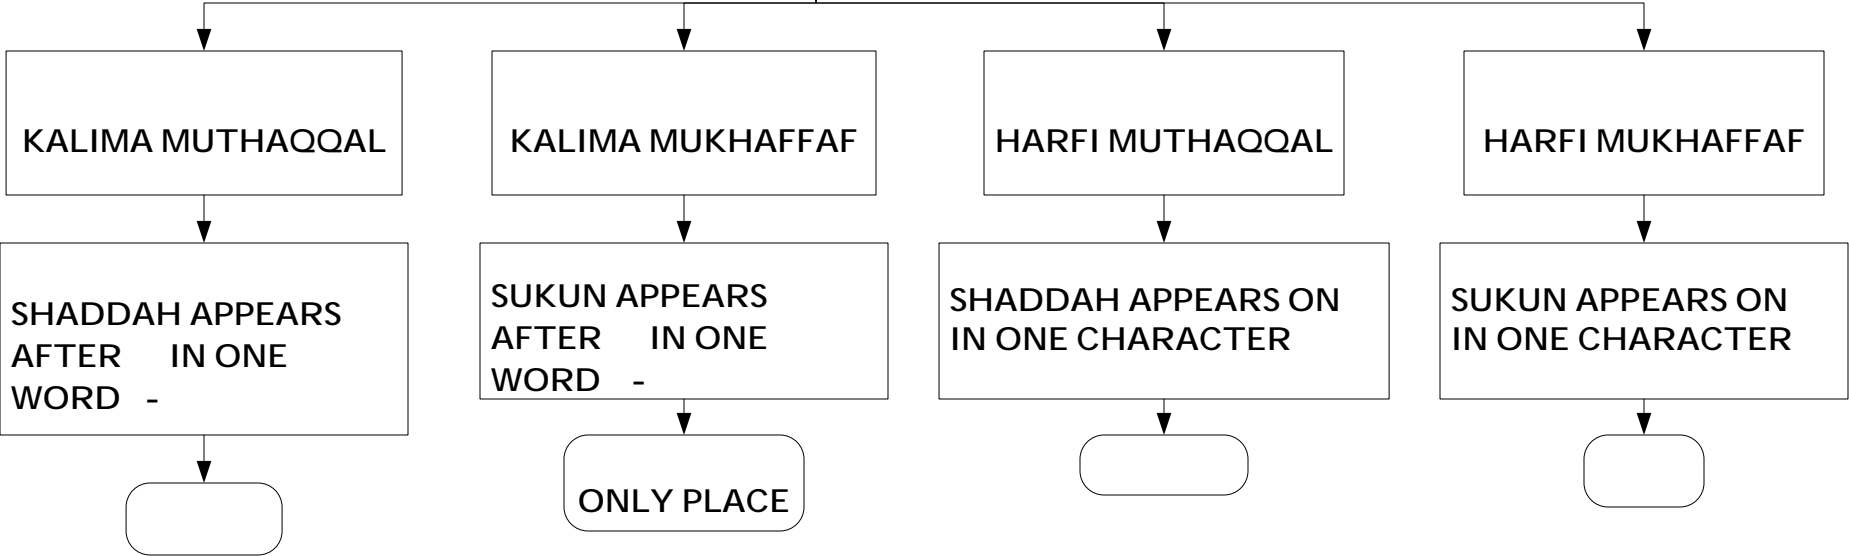 KALIMA MUTHAQQAL
KALIMA MUKHAFFAF
HARFI MUTHAQQAL
HARFI MUKHAFFAF
SHADDAH APPEARS
AFTER IN ONE
WORD -
SUKUN APPEARS
AFTER IN ONE
WORD -
SHADDAH APPEARS ON
IN ONE CHARACTER
SUKUN APPEARS ON
IN ONE CHARACTER
ONLY PLACE